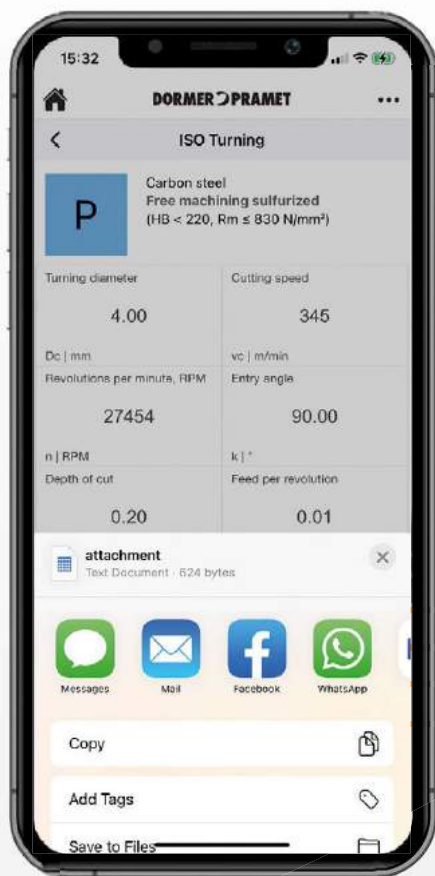 15:32
DORMER PRAMET
ISO Turning
P
Carbon steel
Free machining sulfurized
(HB < 220, Rm ≤ 830 N/mm²)
Turning diameter
Cutting speed
4.00
345
Dc | mm
vc | m/min
Revolutions per minute, RPM
Entry angle
27454
90.00
n | RPM
k | °
Depth of cut
Feed per revolution
0.20
0.01
attachment
Text Document · 624 bytes
Messages
Mail
Facebook
WhatsApp
Copy
Add Tags
Save to Files